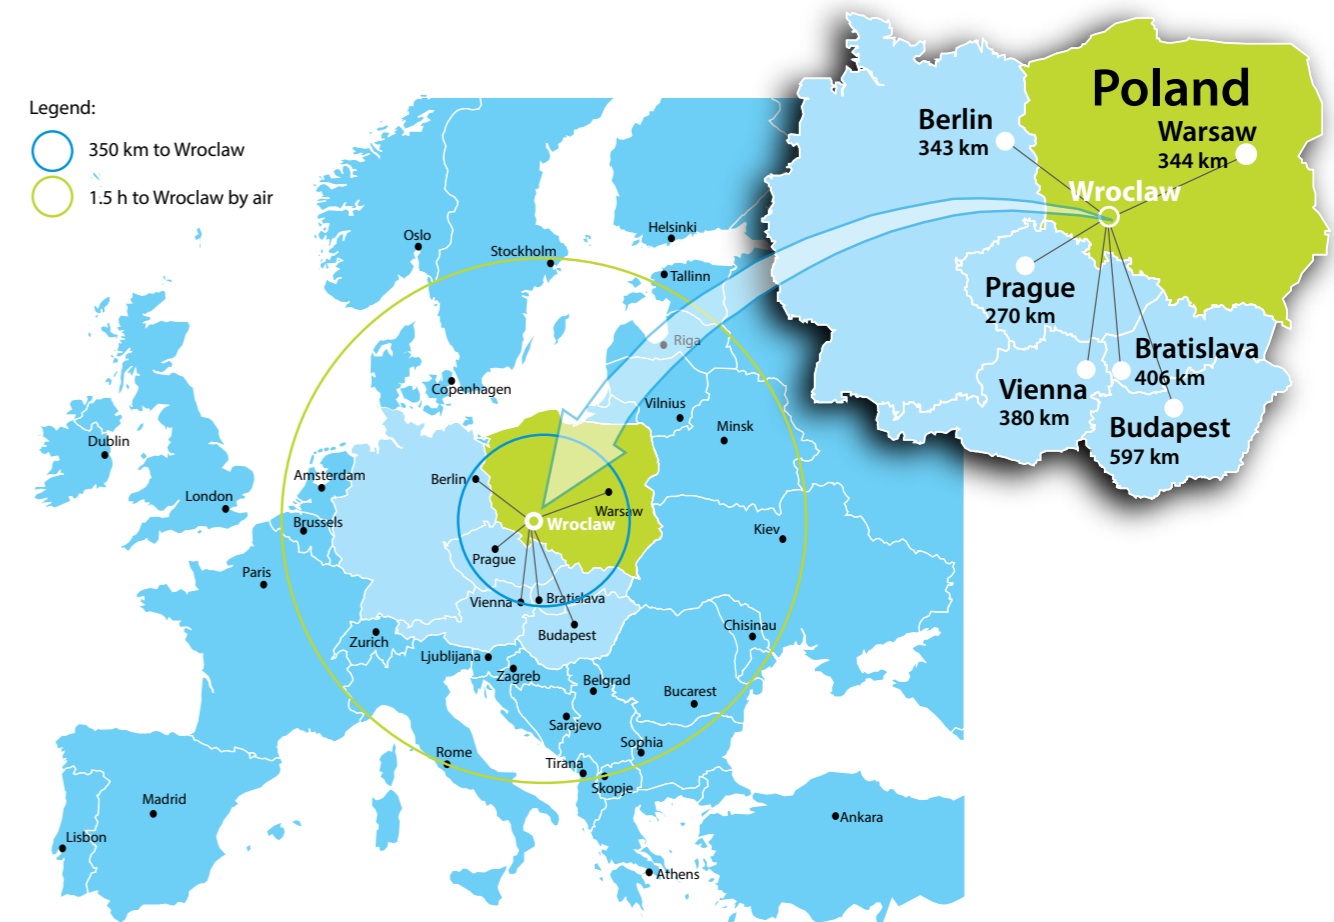 Legend:
350 km to Wroclaw
1.5 h to Wroclaw by air
Poland
Berlin
343 km
Warsaw
344 km
Wroclaw
Prague
270 km
Bratislava
406 km
Vienna
380 km
Budapest
597 km
Oslo
Stockholm
Helsinki
Tallinn
Riga
Copenhagen
Vilnius
Minsk
Dublin
Amsterdam
London
Berlin
Warsaw
Brussels
Wroclaw
Kiev
Prague
Paris
Vienna
Bratislava
Budapest
Chisinau
Zurich
Ljublijana
Zagreb
Belgrad
Bucarest
Sarajevo
Sophia
Rome
Tirana
Skopje
Madrid
Ankara
Lisbon
Athens